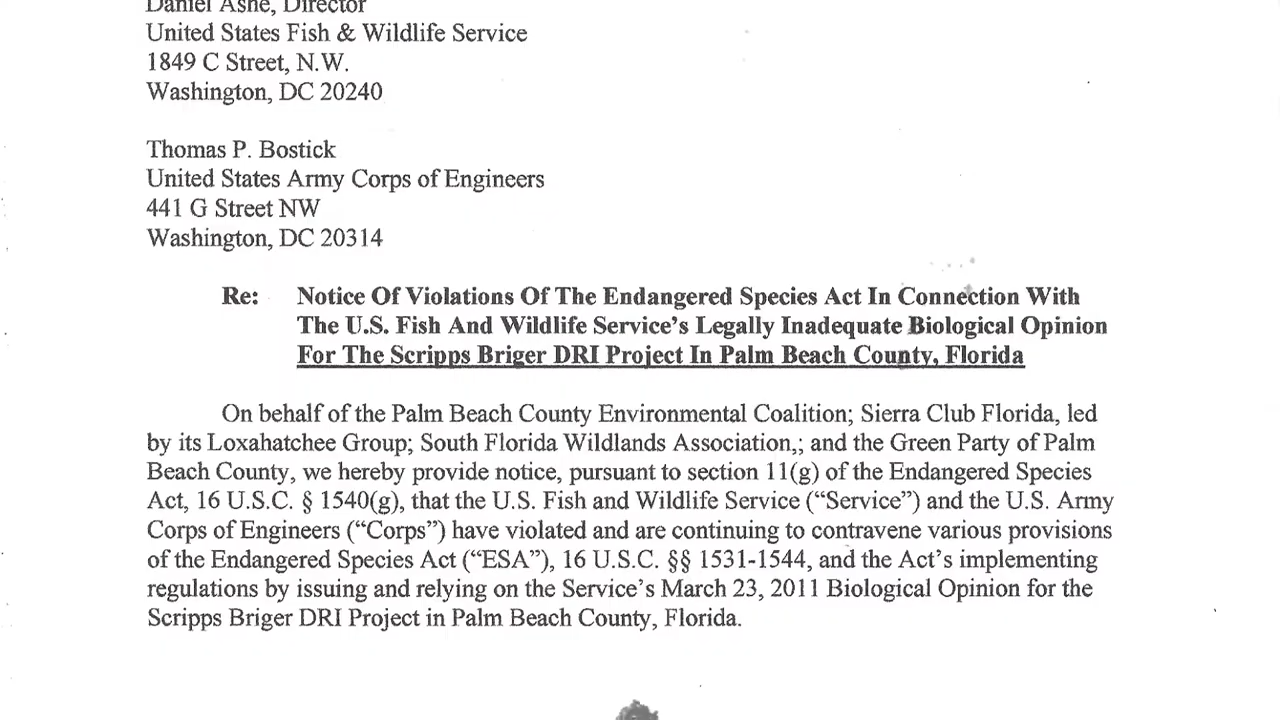 Daniel Ashe, Director
United States Fish & Wildlife Service
1849 C Street, N.W.
Washington, DC 20240
Thomas P. Bostick
United States Army Corps of Engineers
441 G Street NW
Washington, DC 20314
Re: Notice Of Violations Of The Endangered Species Act In Connection With
The U.S. Fish And Wildlife Service's Legally Inadequate Biological Opinion
For The Scripps Briger DRI Project In Palm Beach County, Florida
On behalf of the Palm Beach County Environmental Coalition; Sierra Club Florida, led
by its Loxahatchee Group; South Florida Wildlands Association,; and the Green Party of Palm
Beach County, we hereby provide notice, pursuant to section 11(g) of the Endangered Species
Act, 16 U.S.C. § 1540(g), that the U.S. Fish and Wildlife Service (“Service”) and the U.S. Army
Corps of Engineers (“Corps”) have violated and are continuing to contravene various provisions
of the Endangered Species Act (“ESA”), 16 U.S.C. §§ 1531-1544, and the Act's implementing
regulations by issuing and relying on the Service's March 23, 2011 Biological Opinion for the
Scripps Briger DRI Project in Palm Beach County, Florida.